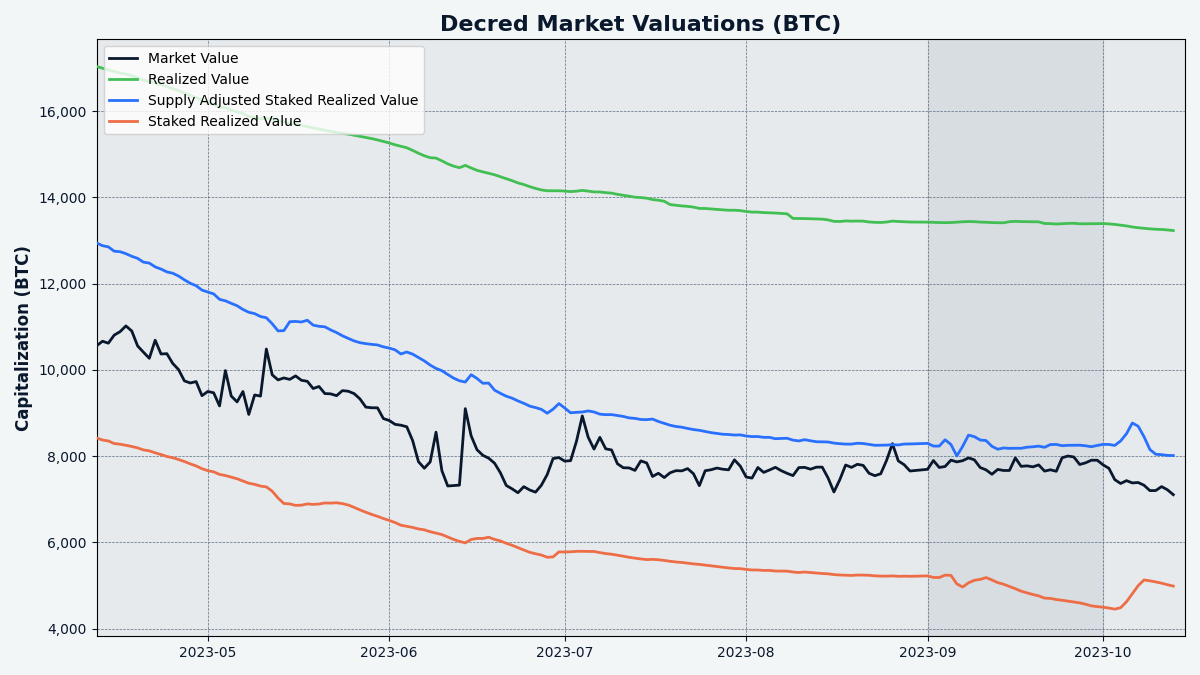 Decred Market Valuations (BTC)
Market Value
Realized Value
Supply Adjusted Staked Realized Value
Staked Realized Value
Capitalization (BTC)
16,000
14,000
12,000
10,000
8,000
6,000
4,000
2023-05
2023-06
2023-07
2023-08
2023-09
2023-10